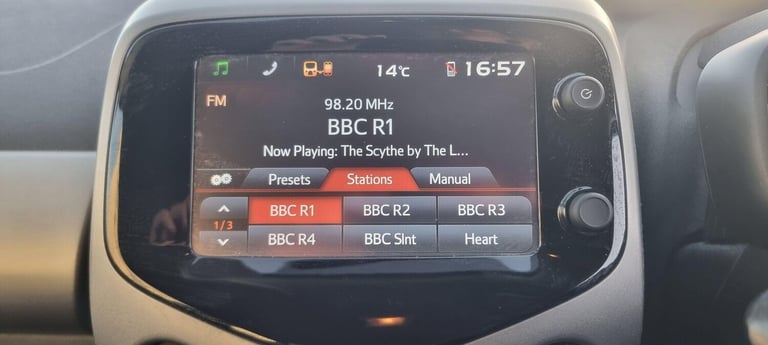 14°C 16:57
FM
98.20 MHz
BBC R1
Now Playing: The Scythe by The L...
Presets Stations Manual
BBC R1 BBC R2 BBC R3
1/3
BBC R4 BBC Slnt Heart